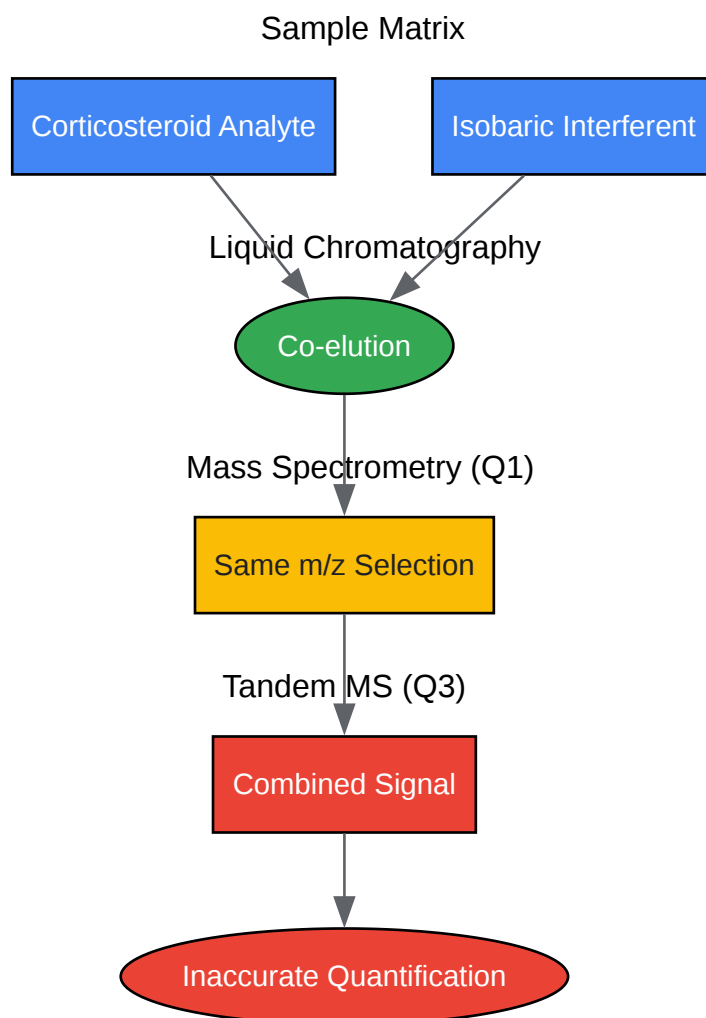 Sample Matrix
Corticosteroid Analyte
Isobaric Interferent
Liquid Chromatography
Co-elution
Mass Spectrometry (Q1)
Same m/z Selection
Tandem MS (Q3)
Combined Signal
Inaccurate Quantification